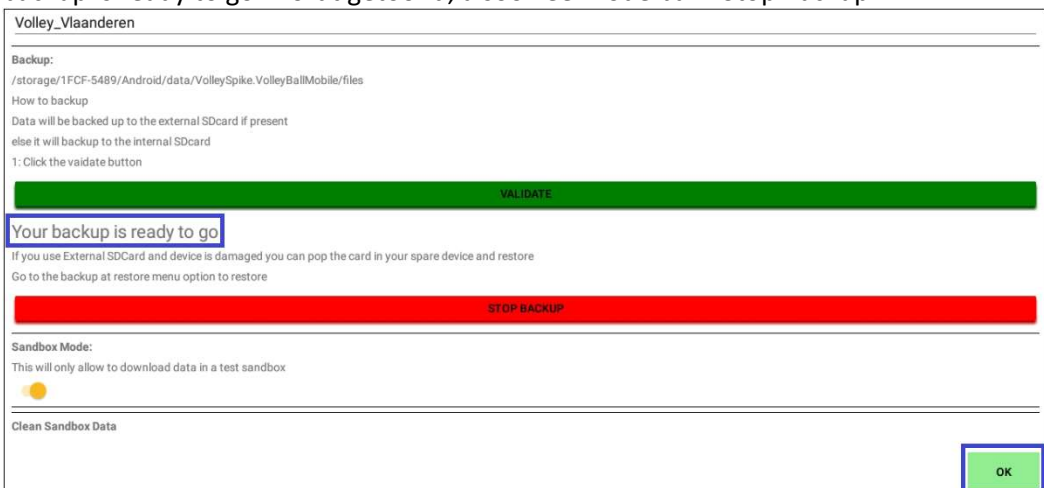 Volley_Vlaanderen
Backup:
/storage/1FCF-5489/Android/data/VolleySpike.VolleyBallMobile/files
How to backup
Data will be backed up to the external SDcard if present
else it will backup to the internal SDcard
1: Click the vaidate button
VALIDATE
Your backup is ready to go
If you use External SDCard and device is damaged you can pop the card in your spare device and restore
Go to the backup at restore menu option to restore
STOP BACKUP
Sandbox Mode:
This will only allow to download data in a test sandbox
Clean Sandbox Data
OK